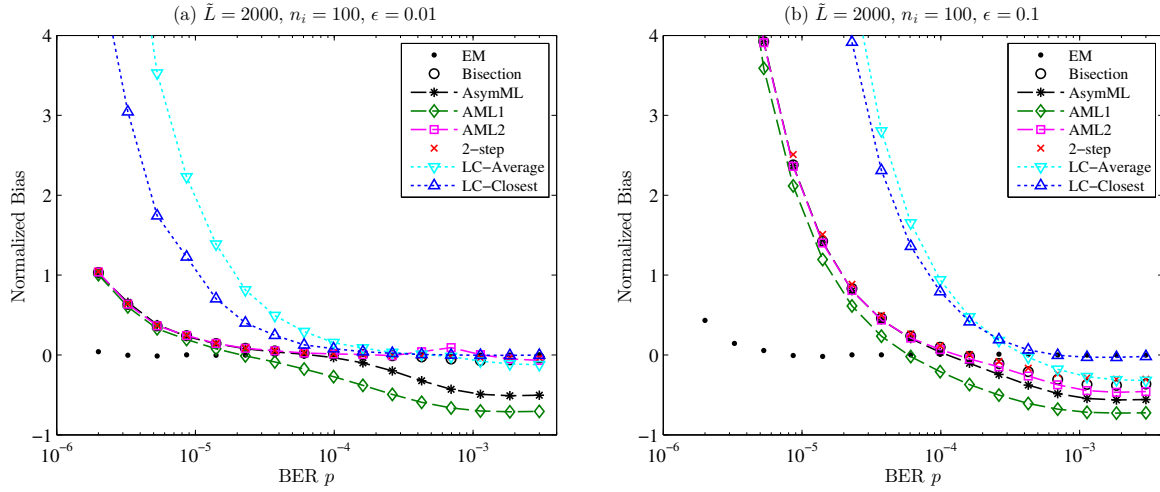 (a) L̃ = 2000, n_i = 100, ϵ = 0.01
4
3
2
1
0
−1
Normalized Bias
10^−6
10^−5
10^−4
10^−3
BER p
EM
Bisection
AsymML
AML1
AML2
2−step
LC−Average
LC−Closest
(b) L̃ = 2000, n_i = 100, ϵ = 0.1
4
3
2
1
0
−1
Normalized Bias
10^−6
10^−5
10^−4
10^−3
BER p
EM
Bisection
AsymML
AML1
AML2
2−step
LC−Average
LC−Closest